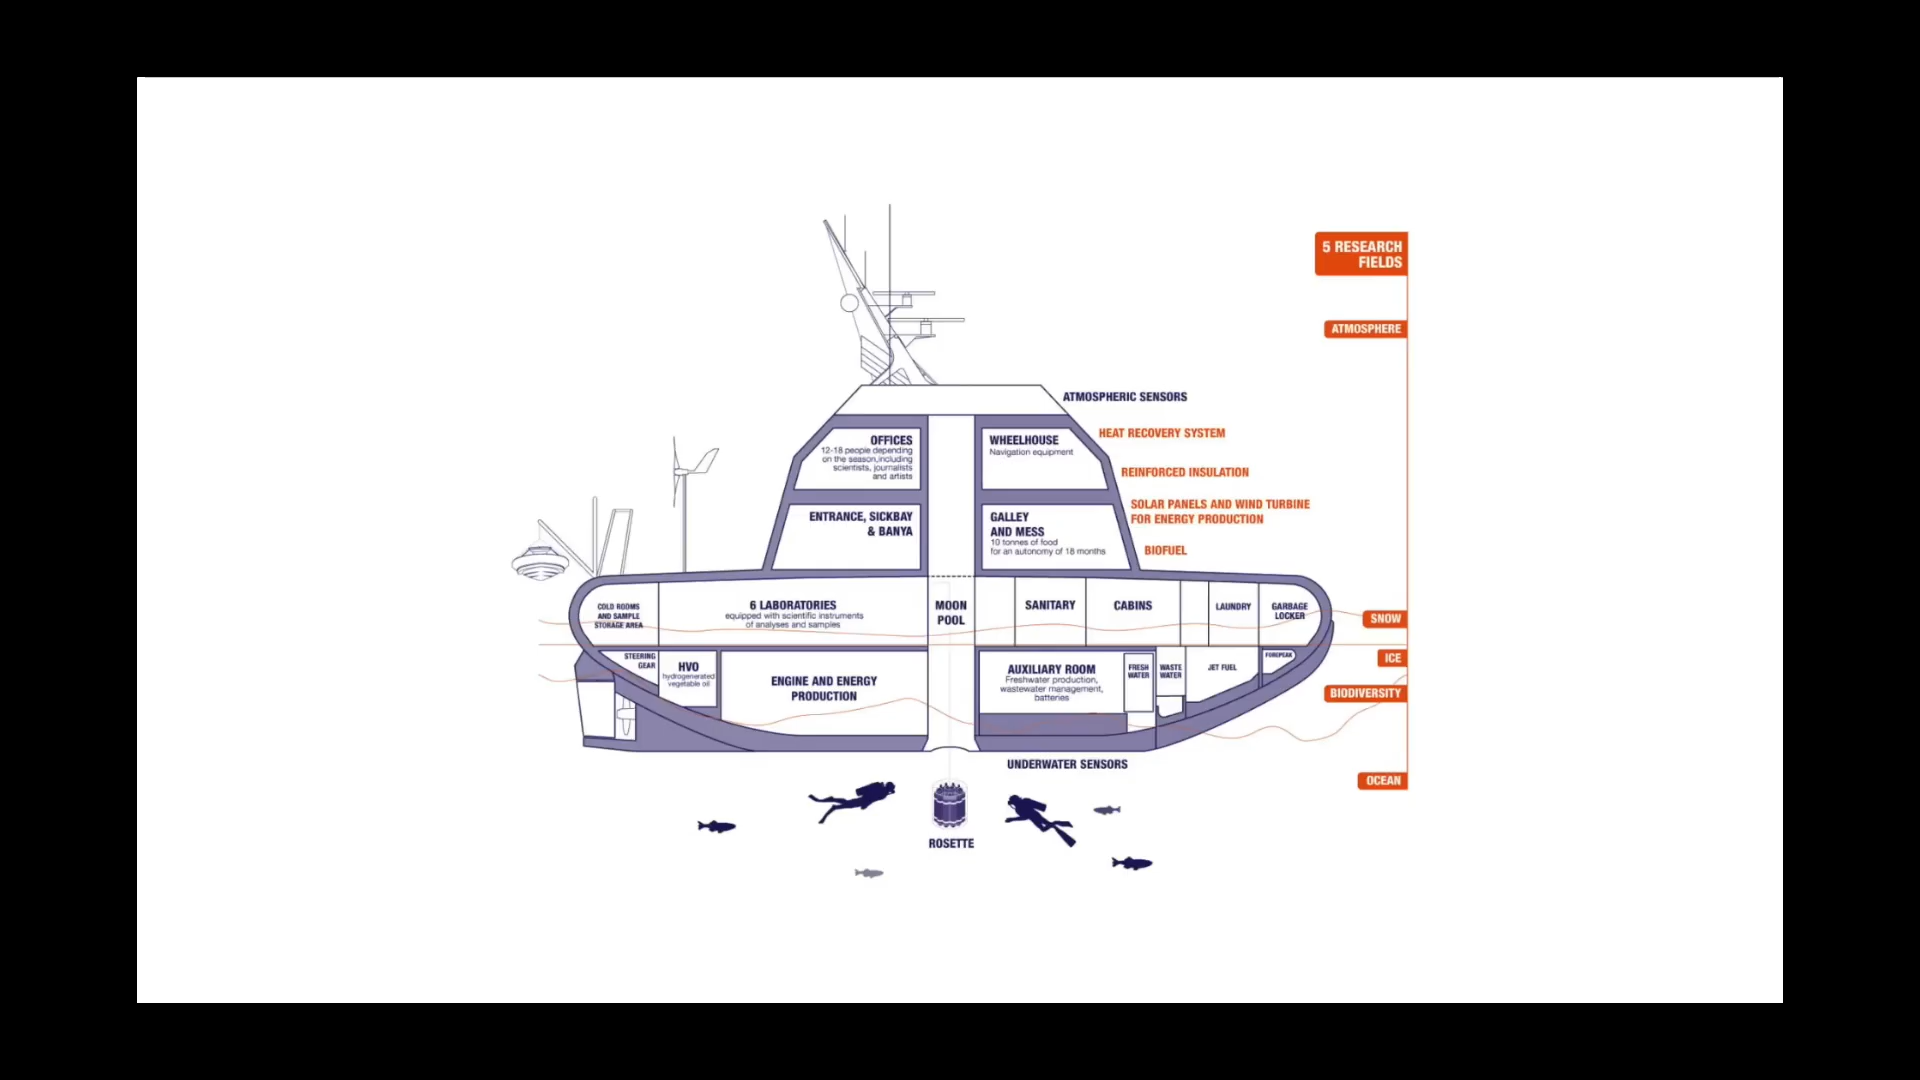 5 RESEARCH
FIELDS
ATMOSPHERE
ATMOSPHERIC SENSORS
HEAT RECOVERY SYSTEM
REINFORCED INSULATION
SOLAR PANELS AND WIND TURBINE
FOR ENERGY PRODUCTION
BIOFUEL
OFFICES
12-18 people depending
on the season,including
scientists, journalists
and artists
WHEELHOUSE
Navigation equipment
ENTRANCE, SICKBAY
& BANYA
GALLEY
AND MESS
10 tonnes of food
for an autonomy of 18 months
COLD ROOMS
AND SAMPLE
STORAGE AREA
6 LABORATORIES
equipped with scientific instruments
of analyses and samples
MOON
POOL
SANITARY
CABINS
LAUNDRY
GARBAGE
LOCKER
SNOW
STEERING
GEAR
HVO
hydrogenerated
vegetable oil
ENGINE AND ENERGY
PRODUCTION
AUXILIARY ROOM
Freshwater production,
wastewater management,
batteries
FRESH
WATER
WASTE
WATER
JET FUEL
FOREPEAK
ICE
BIODIVERSITY
UNDERWATER SENSORS
OCEAN
ROSETTE